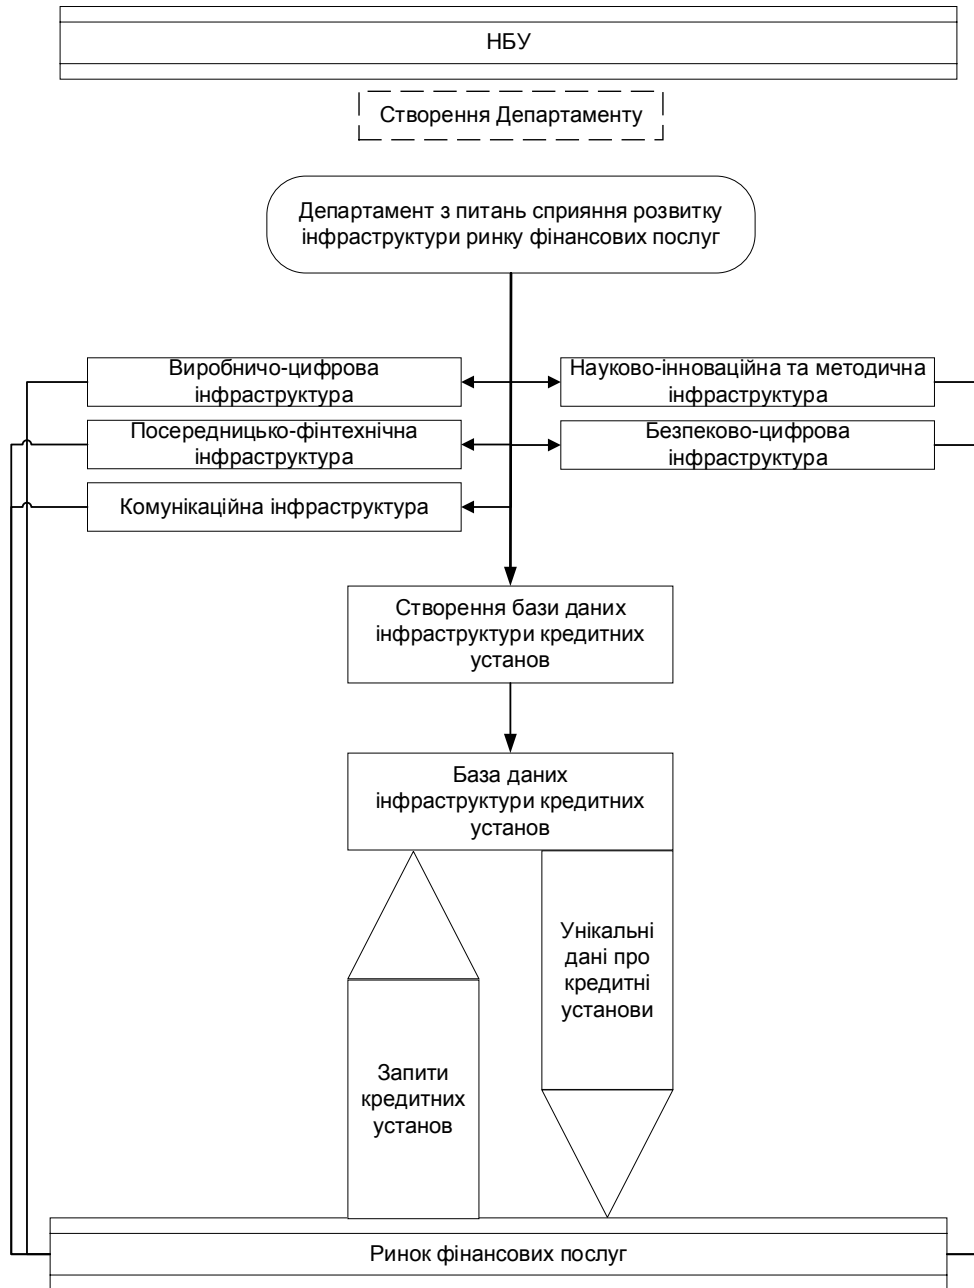 НБУ
Створення Департаменту
Департамент з питань сприяння розвитку
інфраструктури ринку фінансових послуг
Виробничо-цифрова
інфраструктура
Науково-інноваційна та методична
інфраструктура
Посередницько-фінтехнічна
інфраструктура
Безпеково-цифрова
інфраструктура
Комунікаційна інфраструктура
Створення бази даних
інфраструктури кредитних
установ
База даних
інфраструктури кредитних
установ
Унікальні
дані про
кредитні
установи
Запити
кредитних
установ
Ринок фінансових послуг